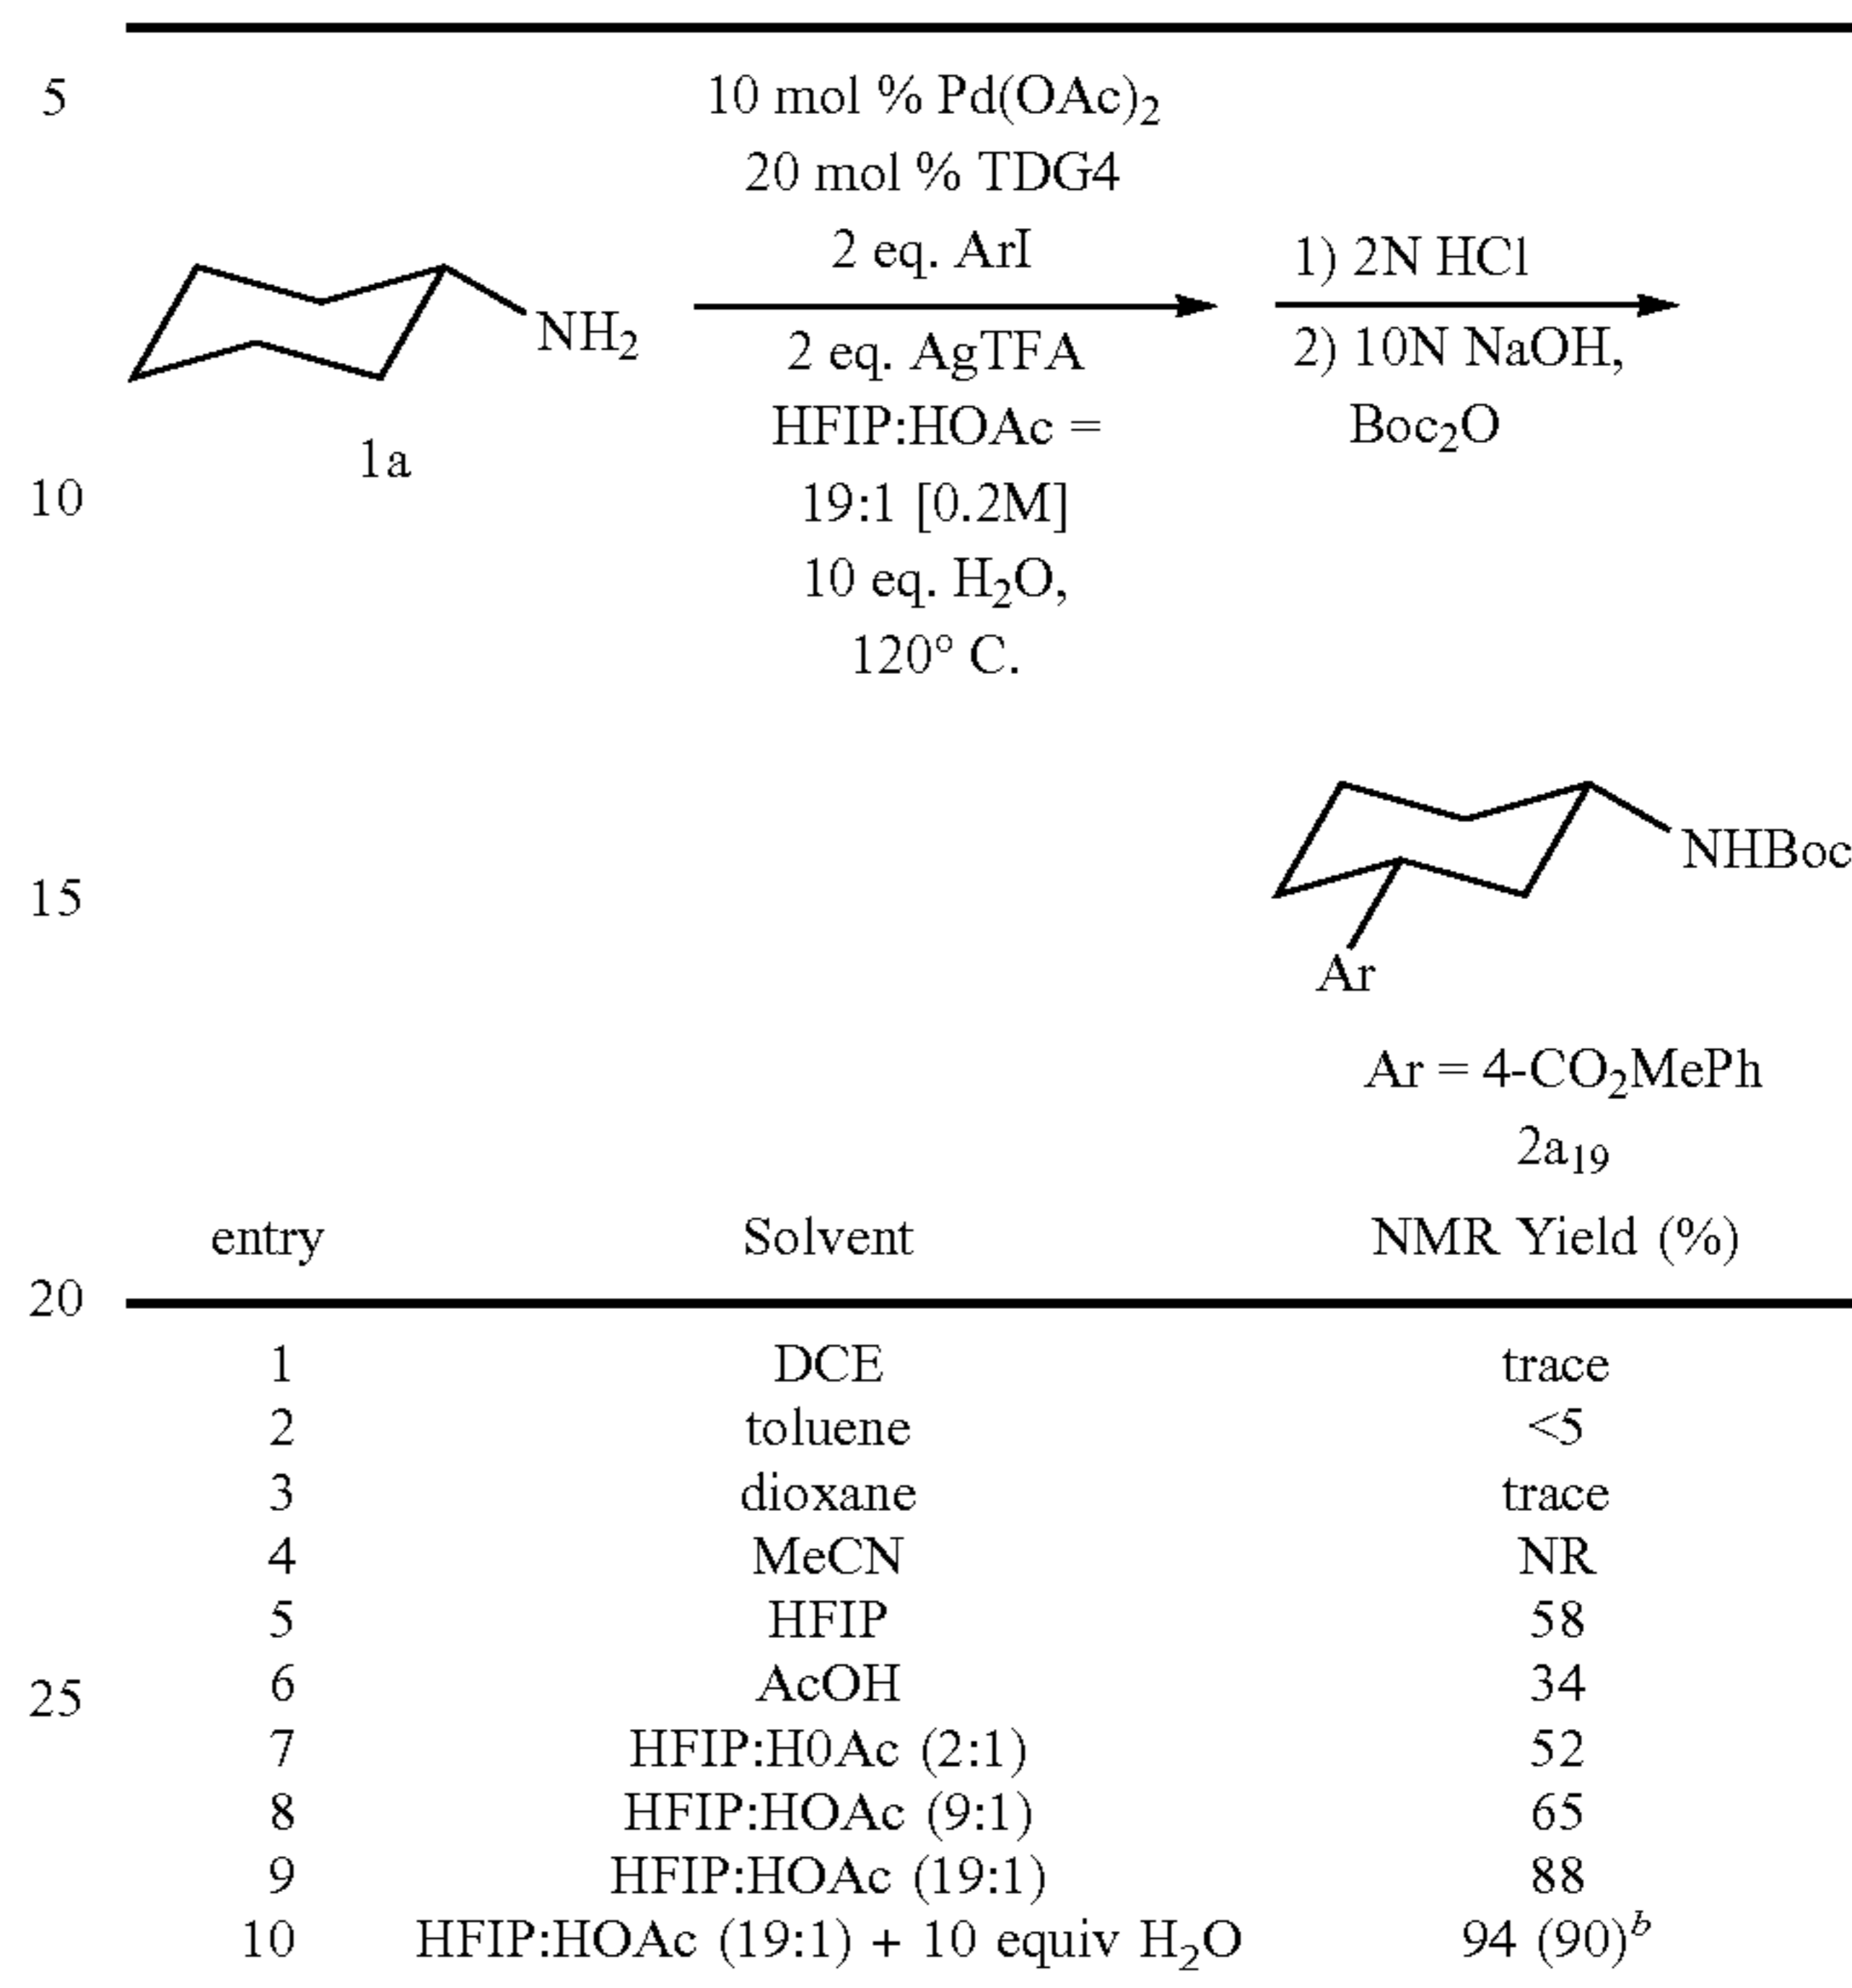 5
10 mol % Pd(OAc)₂
20 mol % TDG4
2 eq. ArI
2 eq. AgTFA
HFIP:HOAc =
19:1 [0.2M]
10 eq. H₂O,
120° C.
1) 2N HCl
2) 10N NaOH,
Boc₂O
NH₂
1a
10
15
NHBoc
Ar
Ar = 4-CO₂MePh
2a₁₉
entry Solvent NMR Yield (%)
20
1 DCE trace
2 toluene <5
3 dioxane trace
4 MeCN NR
5 HFIP 58
25
6 AcOH 34
7 HFIP:H0Ac (2:1) 52
8 HFIP:HOAc (9:1) 65
9 HFIP:HOAc (19:1) 88
10 HFIP:HOAc (19:1) + 10 equiv H₂O 94 (90)ᵇ